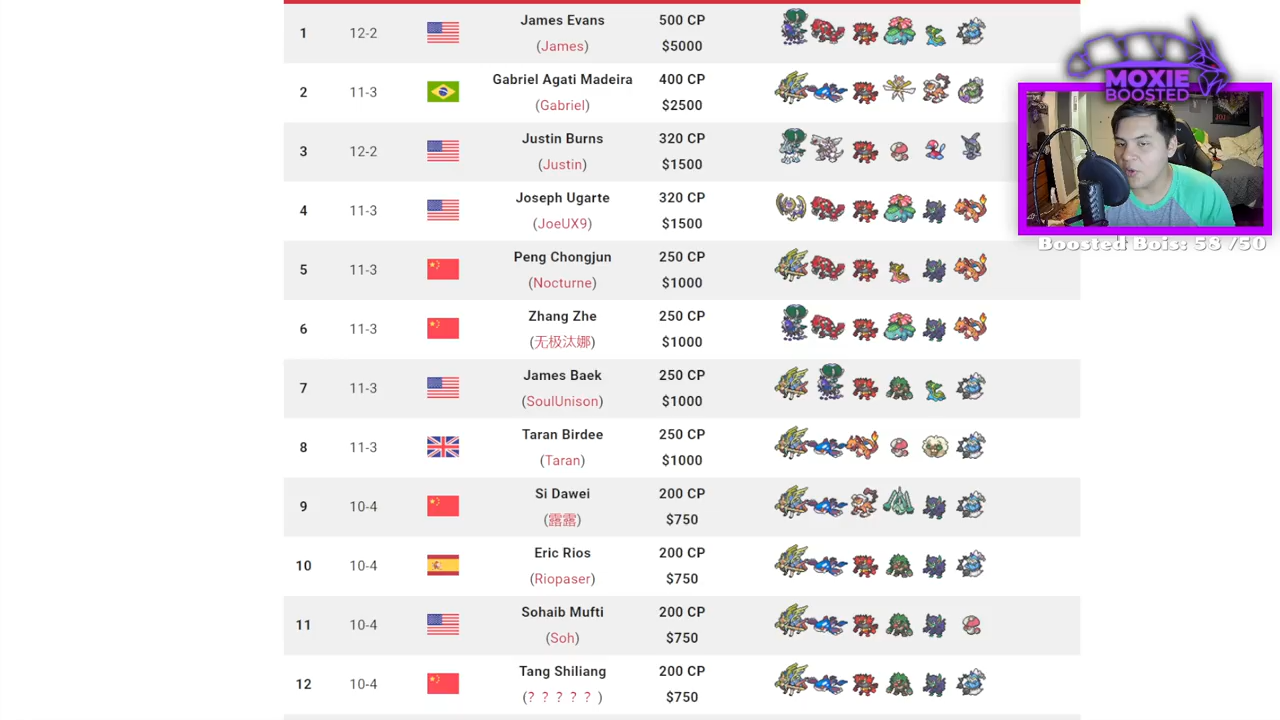 1 12-2 James Evans 500 CP
(James) $5000
2 11-3 Gabriel Agati Madeira 400 CP
(Gabriel) $2500
3 12-2 Justin Burns 320 CP
(Justin) $1500
4 11-3 Joseph Ugarte 320 CP
(JoeUX9) $1500
5 11-3 Peng Chongjun 250 CP
(Nocturne) $1000
6 11-3 Zhang Zhe 250 CP
(无极汰娜) $1000
7 11-3 James Baek 250 CP
(SoulUnison) $1000
8 11-3 Taran Birdee 250 CP
(Taran) $1000
9 10-4 Si Dawei 200 CP
(露露) $750
10 10-4 Eric Rios 200 CP
(Riopaser) $750
11 10-4 Sohaib Mufti 200 CP
(Soh) $750
12 10-4 Tang Shiliang 200 CP
(？？？？？) $750
MOXIE
BOOSTED
Boosted Bois: 58 /50